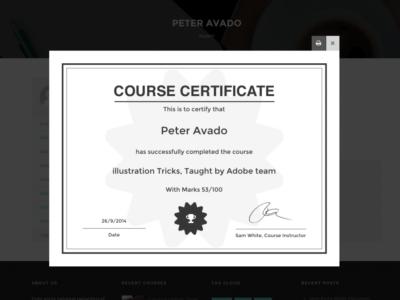 PETER AVADO
COURSE CERTIFICATE
This is to certify that
Peter Avado
has successfully completed the course
illustration Tricks, Taught by Adobe team
With Marks 53/100
26/9/2014
Date
Sam White, Course Instructor
ABOUT US
RECENT COURSES
TAG CLOUD
RECENT POSTS